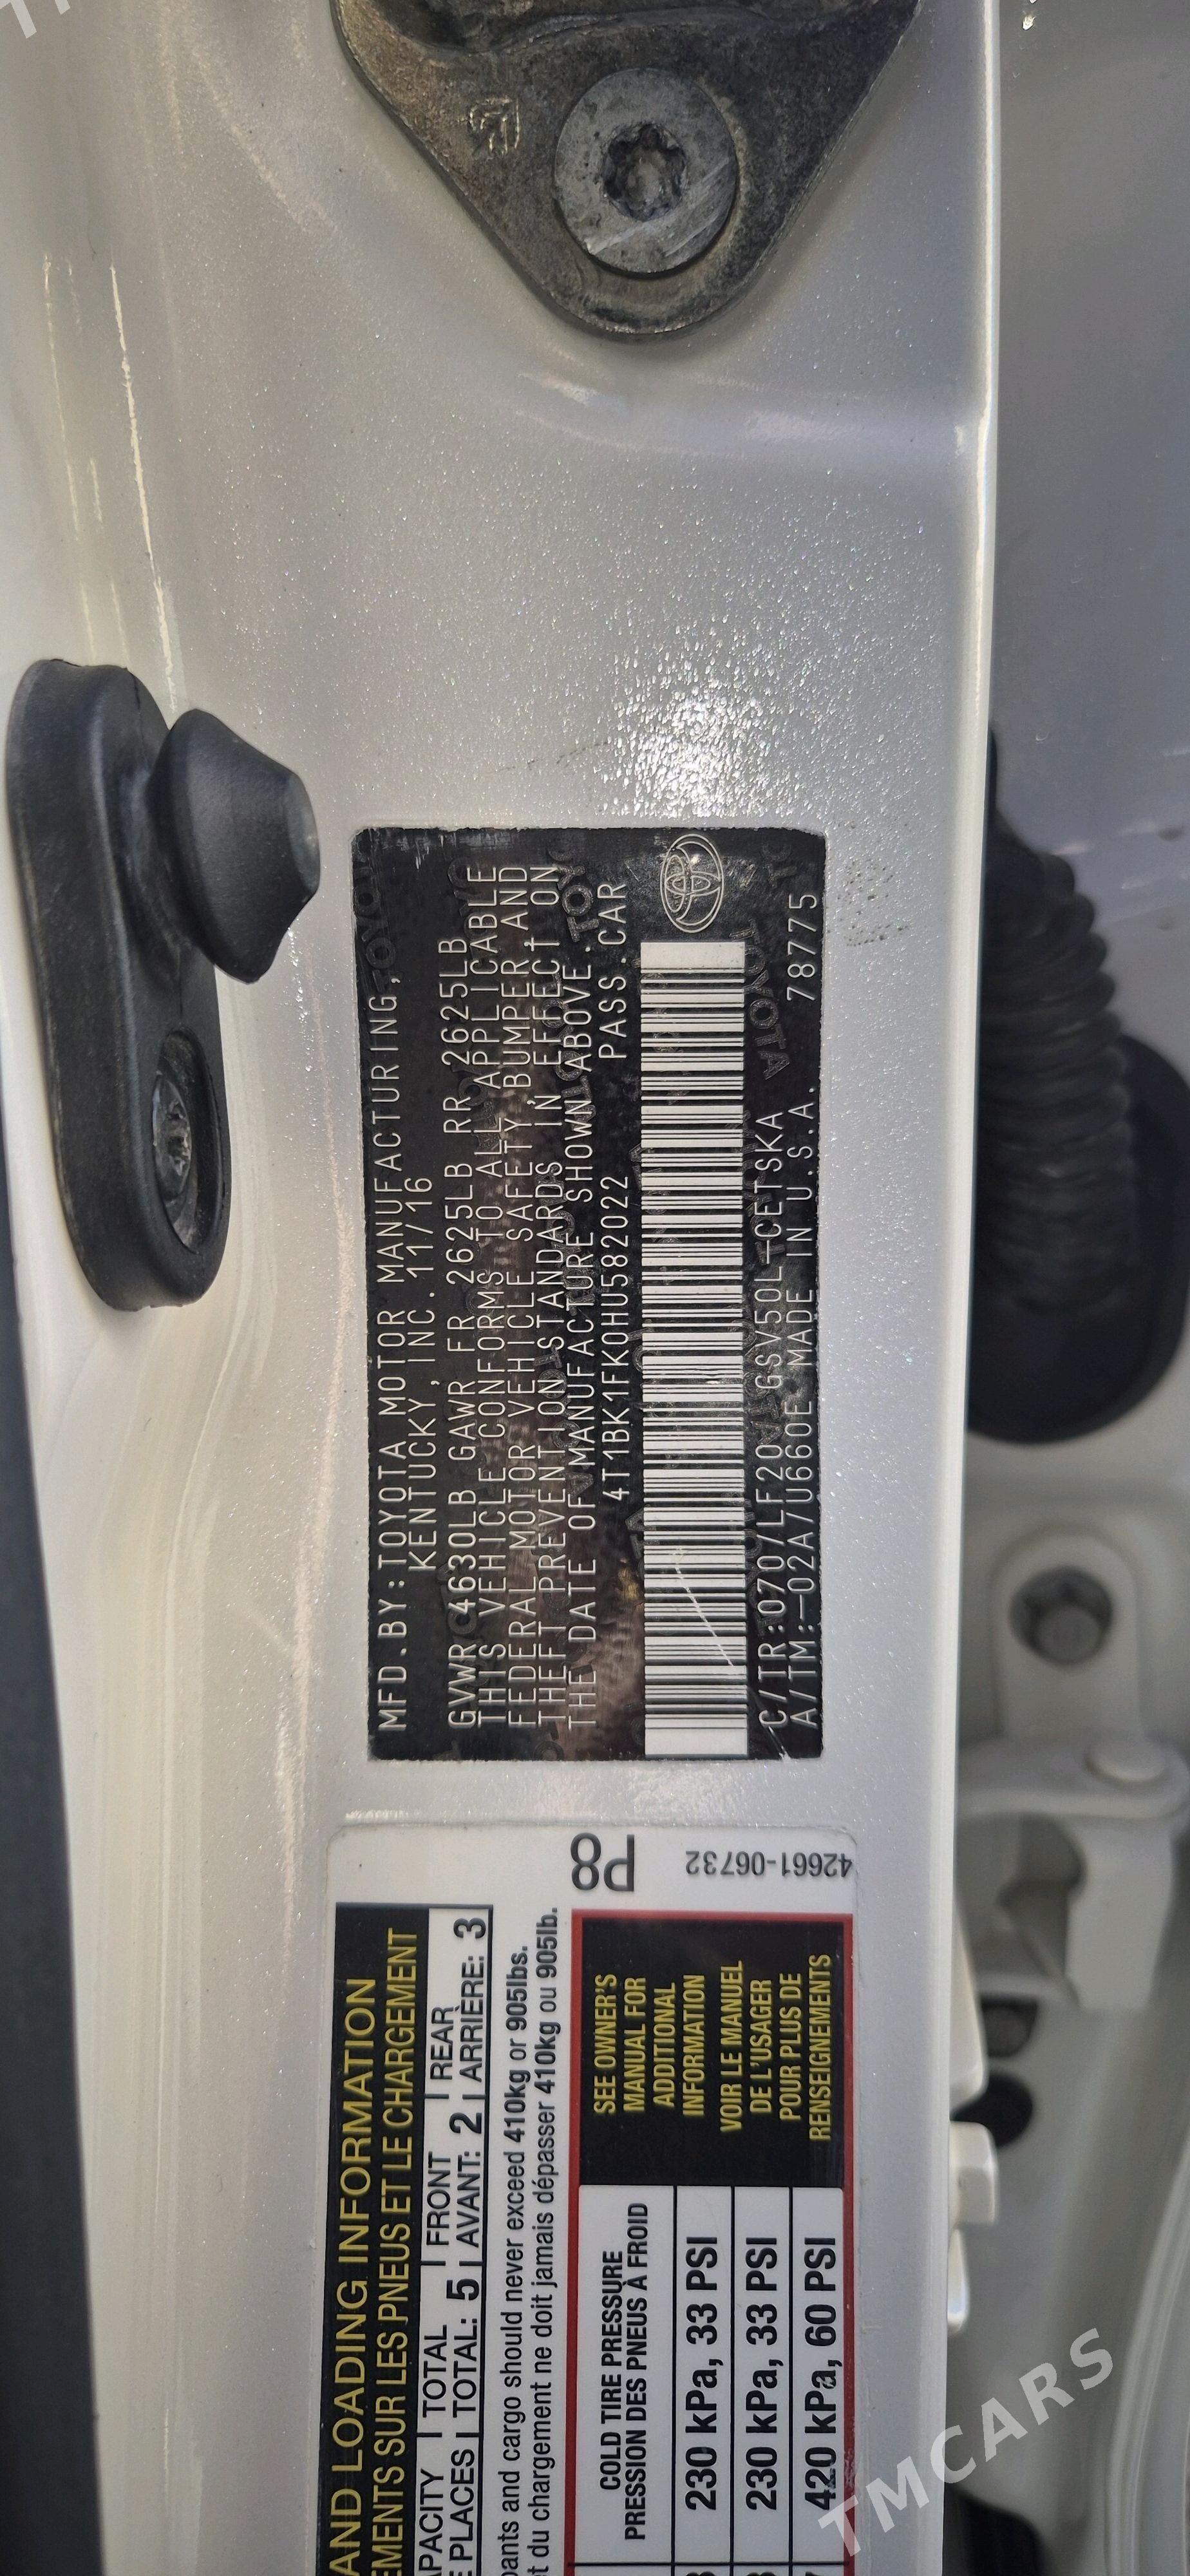 MFD.BY:TOYOTA MOTOR MANUFACTURING,
KENTUCKY,INC.11/16
GVWR 4630LB GAWR FR 2625LB RR 2625LB
THIS VEHICLE CONFORMS TO ALL APPLICABLE
FEDERAL MOTOR VEHICLE SAFETY,BUMPER,AND
THEFT PREVENTION STANDARDS IN EFFECT ON
THE DATE OF MANUFACTURE SHOWN ABOVE.
4T1BK1FK0HU582022 PASS.CAR
C/TR:070/LF20 GSV50L-CETSKA
A/TM:-02A/U660E MADE IN U.S.A. 78775
P8
42661-06732
AND LOADING INFORMATION
EMENTS SUR LES PNEUS ET LE CHARGEMENT
TOTAL FRONT REAR
PLACES TOTAL: 5 AVANT: 2 ARRIÈRE: 3
and cargo should never exceed 410kg or 905lbs.
du chargement ne doit jamais dépasser 410kg ou 905lb.
COLD TIRE PRESSURE
PRESSION DES PNEUS À FROID
230 kPa, 33 PSI
230 kPa, 33 PSI
420 kPa, 60 PSI
SEE OWNER'S
MANUAL FOR
ADDITIONAL
INFORMATION
VOIR LE MANUEL
DE L'USAGER
POUR PLUS DE
RENSEIGNEMENTS
TMCARS